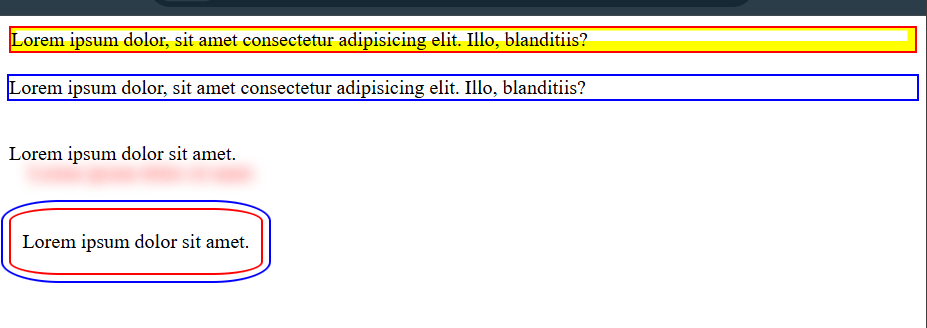 Lorem ipsum dolor, sit amet consectetur adipisicing elit. Illo, blanditiis?
Lorem ipsum dolor, sit amet consectetur adipisicing elit. Illo, blanditiis?
Lorem ipsum dolor sit amet.
Lorem ipsum dolor sit amet.